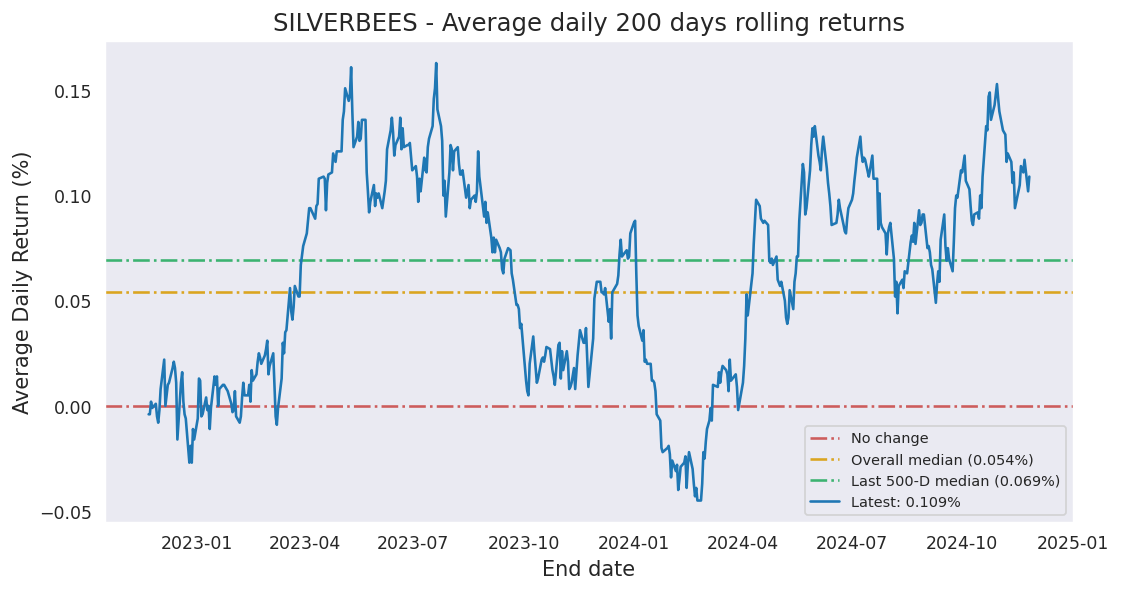 SILVERBEES - Average daily 200 days rolling returns
Average Daily Return (%)
0.15
0.10
0.05
0.00
−0.05
No change
Overall median (0.054%)
Last 500-D median (0.069%)
Latest: 0.109%
2023-01 2023-04 2023-07 2023-10 2024-01 2024-04 2024-07 2024-10 2025-01
End date